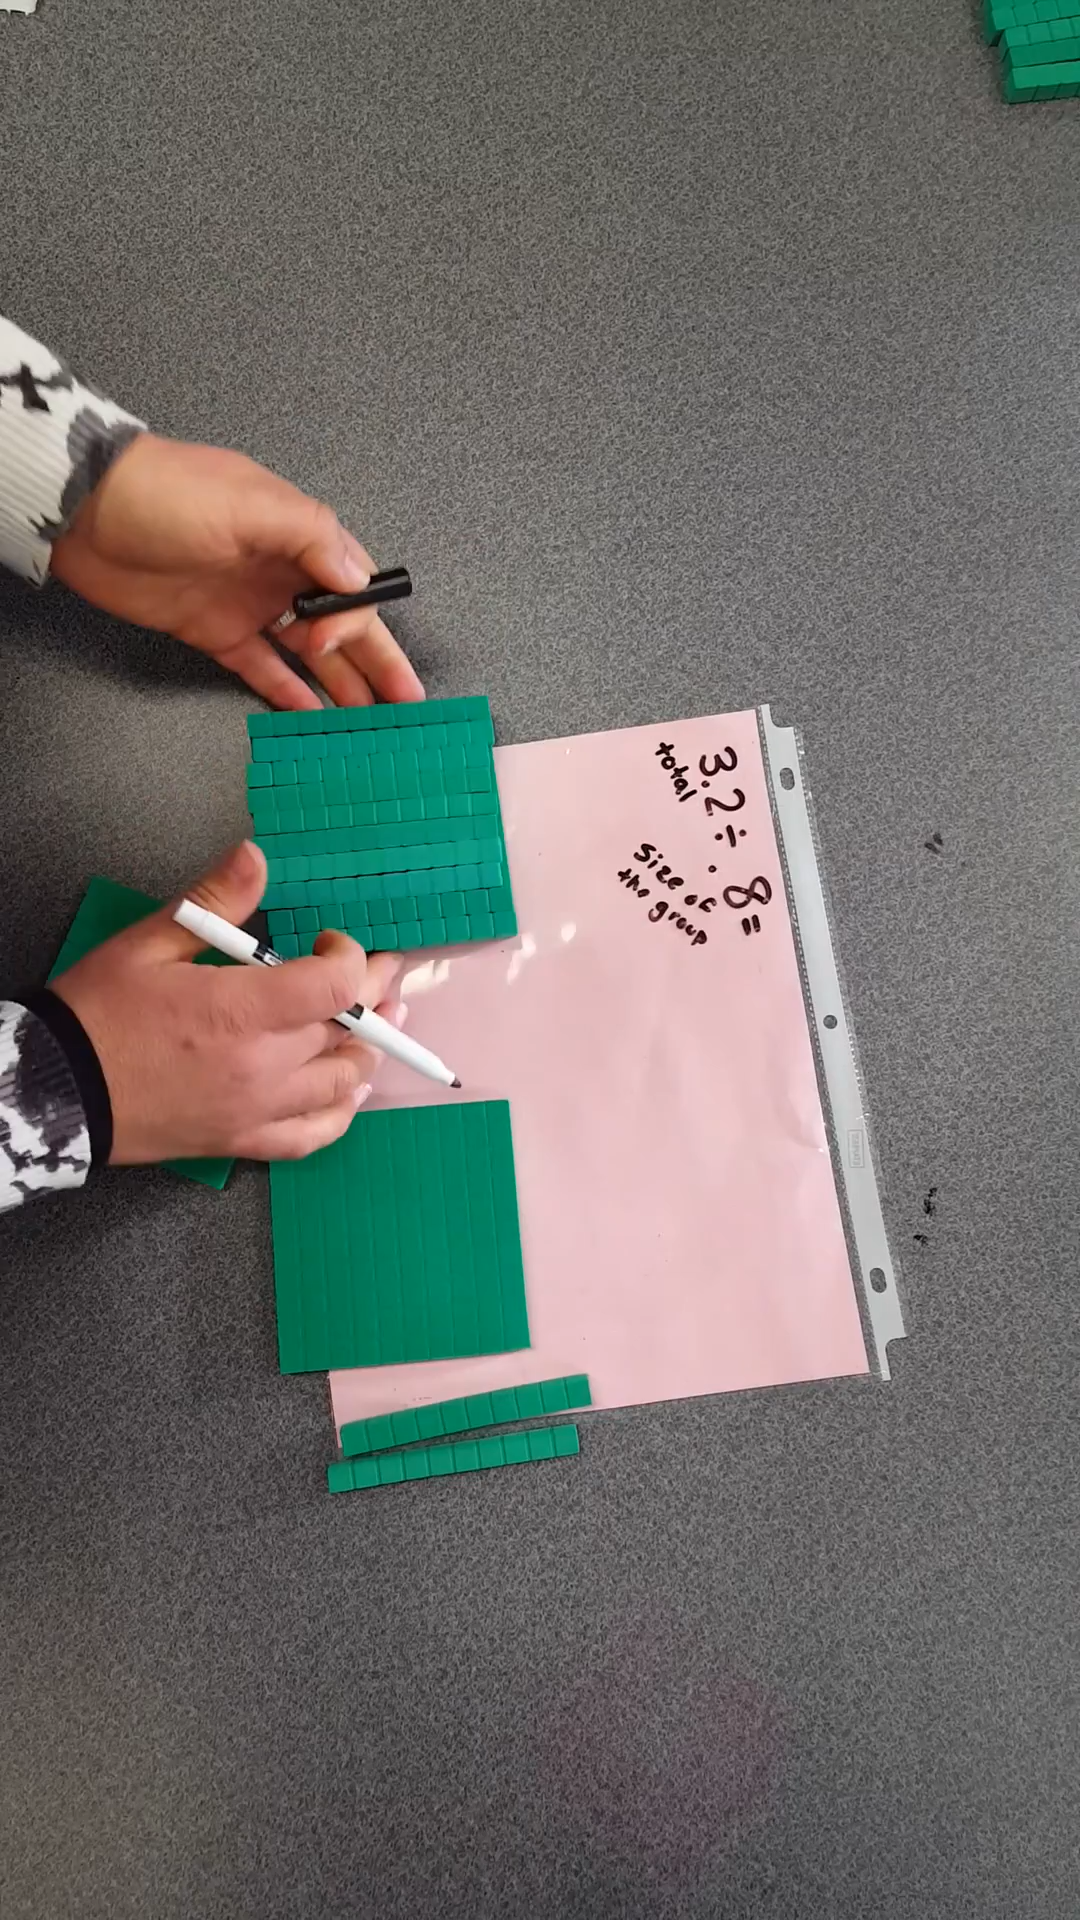 3.2 ÷ .8=
total
size of
the group